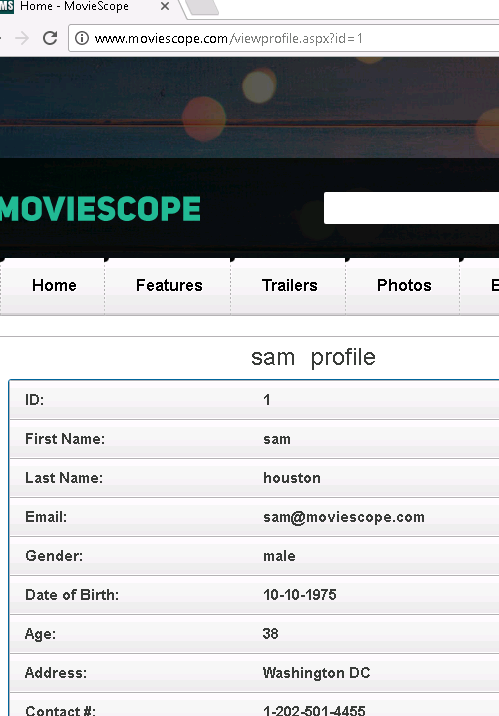 MS Home - MovieScope
www.moviescope.com/viewprofile.aspx?id=1
MOVIESCOPE
Home Features Trailers Photos
sam profile
ID: 1
First Name: sam
Last Name: houston
Email: sam@moviescope.com
Gender: male
Date of Birth: 10-10-1975
Age: 38
Address: Washington DC
Contact #: 1-202-501-4455